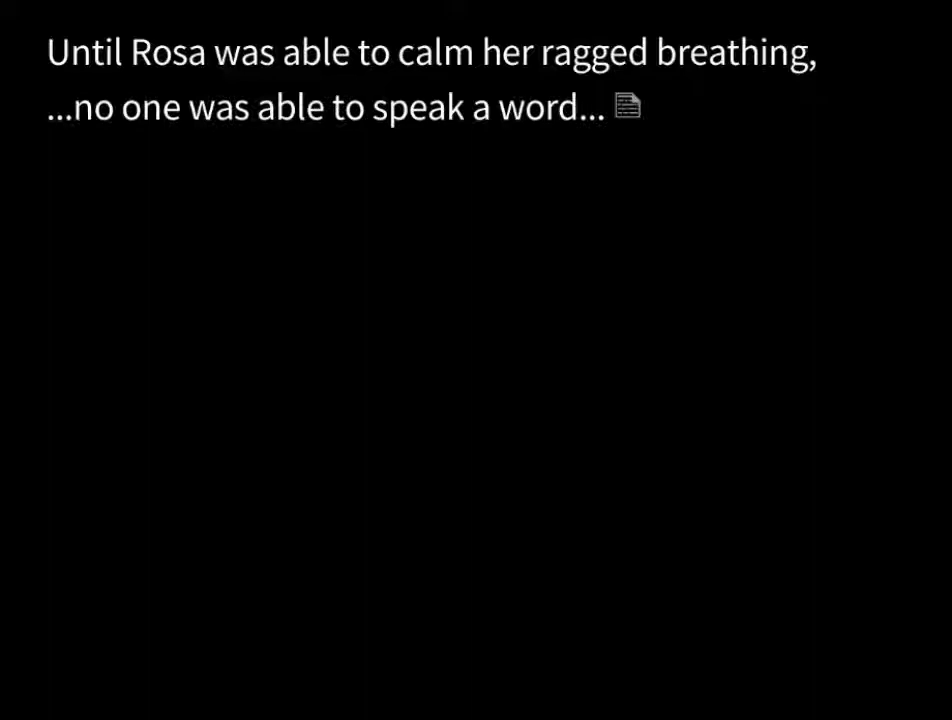 Until Rosa was able to calm her ragged breathing,
...no one was able to speak a word...